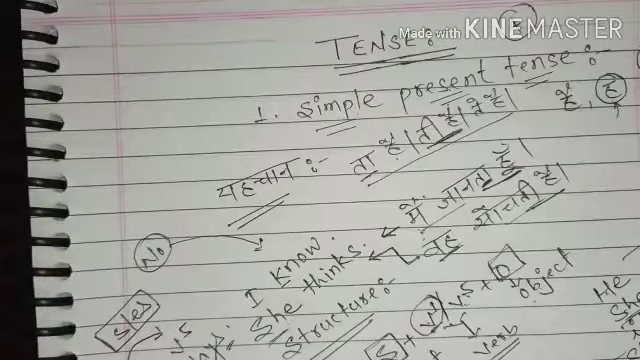 Made with KINEMASTER
TENSE:-
E
1. Simple present tense :-
पहचान :- ता है। ती है। ते है। है, है
मैं जानता हूँ।
वह सोचती है।
No
I know.
She thinks.
Structure:-
S/es
S + V1 + s + O
Verb
object
He